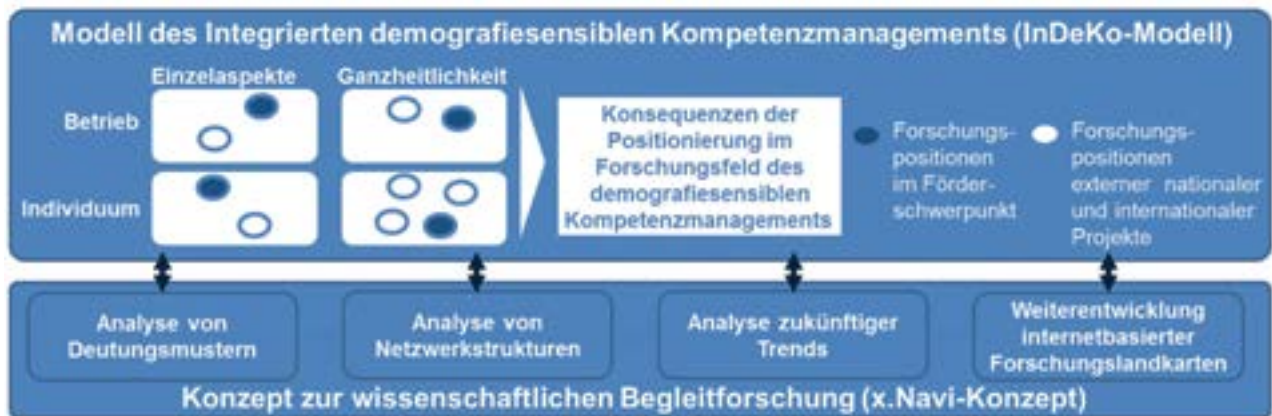 Modell des Integrierten demografiesensiblen Kompetenzmanagements (InDeKo-Modell)
Einzelaspekte
Ganzheitlichkeit
Betrieb
Individuum
Konsequenzen der
Positionierung im
Forschungsfeld des
demografiesensiblen
Kompetenzmanagements
Forschungs-
positionen
im Förder-
schwerpunkt
Forschungs-
positionen
externer nationaler
und internationaler
Projekte
Analyse von
Deutungsmustern
Analyse von
Netzwerkstrukturen
Analyse zukünftiger
Trends
Weiterentwicklung
internetbasierter
Forschungslandkarten
Konzept zur wissenschaftlichen Begleitforschung (x.Navi-Konzept)